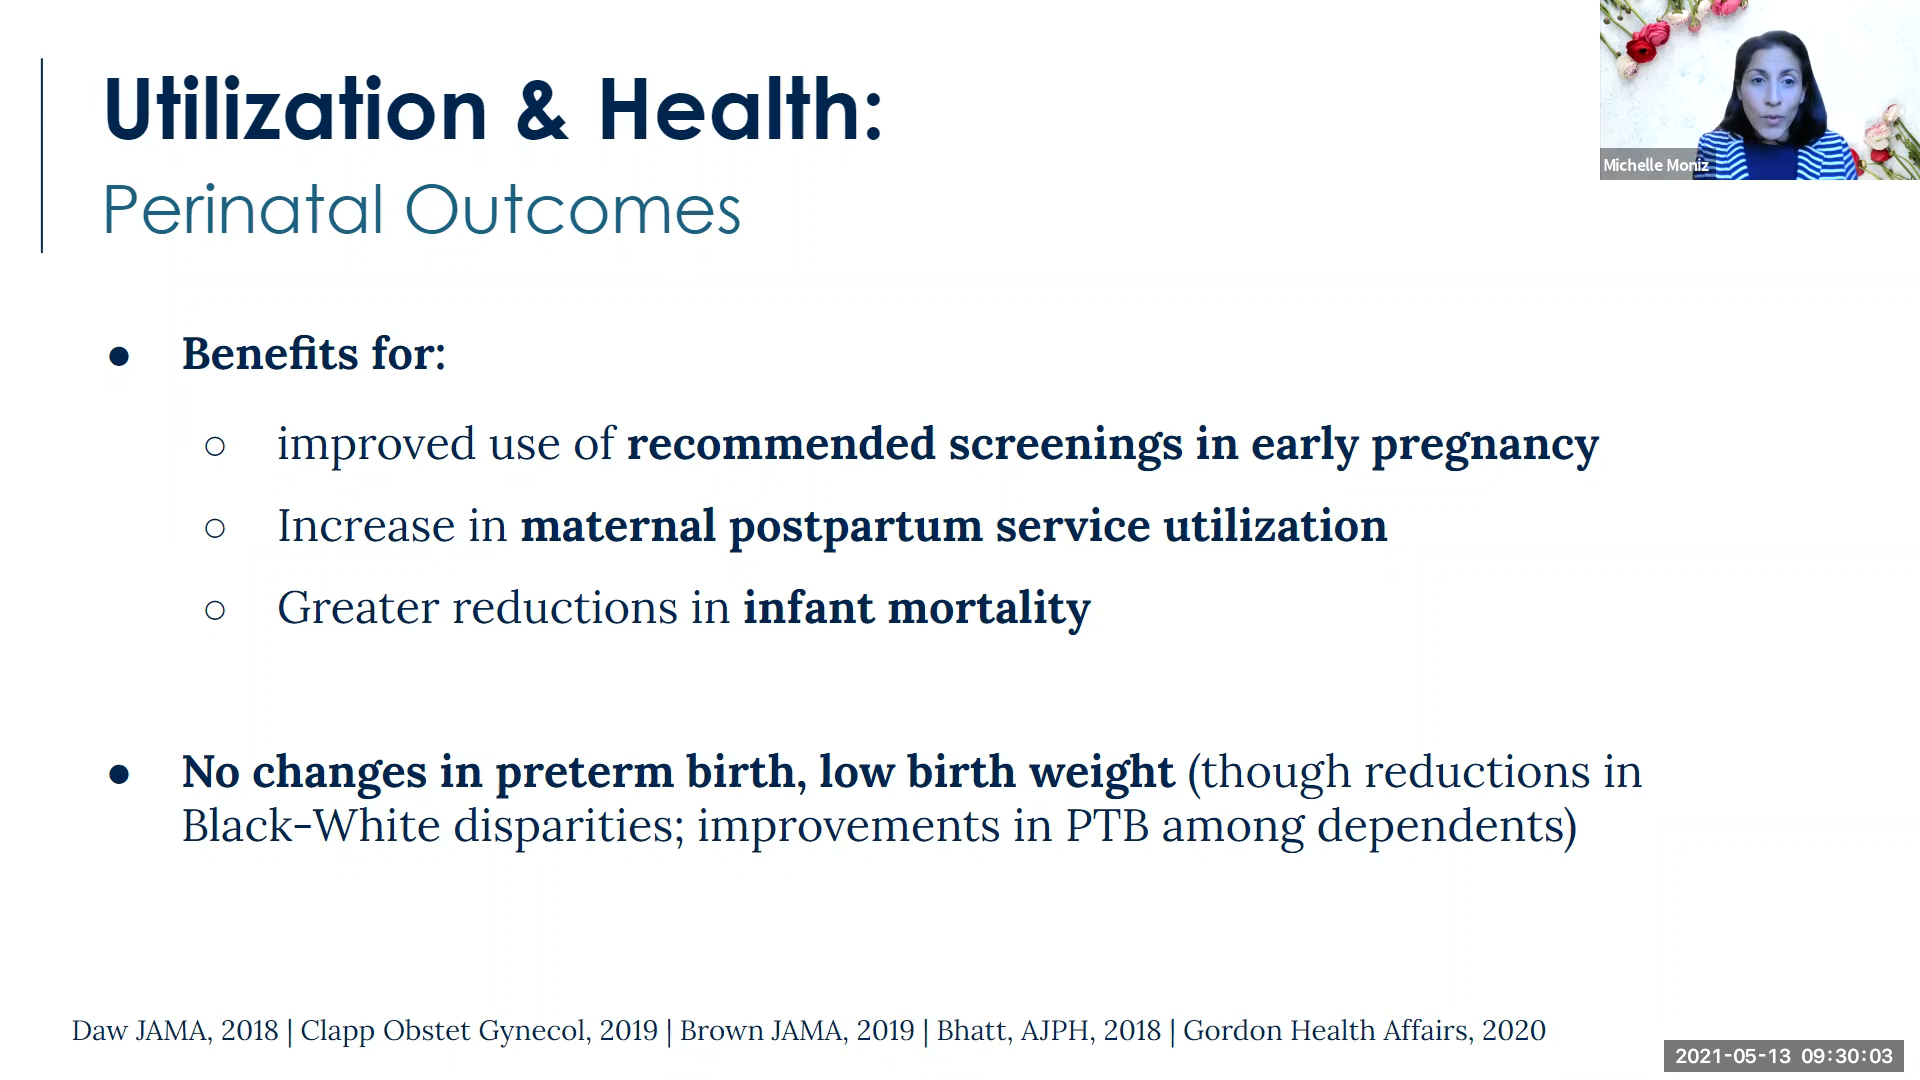 Utilization & Health:
Perinatal Outcomes
Michelle Moniz
● Benefits for:
○ improved use of recommended screenings in early pregnancy
○ Increase in maternal postpartum service utilization
○ Greater reductions in infant mortality
● No changes in preterm birth, low birth weight (though reductions in
Black-White disparities; improvements in PTB among dependents)
Daw JAMA, 2018 | Clapp Obstet Gynecol, 2019 | Brown JAMA, 2019 | Bhatt, AJPH, 2018 | Gordon Health Affairs, 2020
2021-05-13 09:30:03